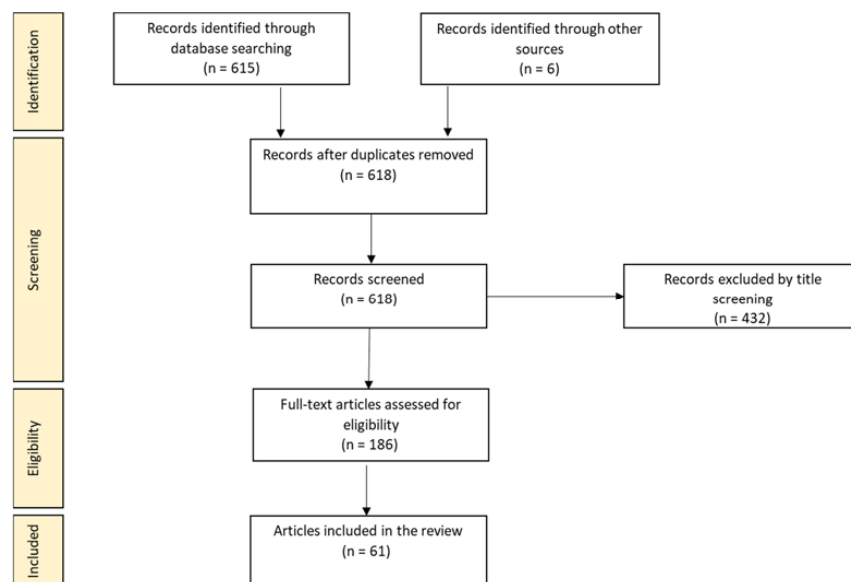 Identification
Records identified through
database searching
(n = 615)
Records identified through other
sources
(n = 6)
Screening
Records after duplicates removed
(n = 618)
Records screened
(n = 618)
Records excluded by title
screening
(n = 432)
Eligibility
Full-text articles assessed for
eligibility
(n = 186)
Included
Articles included in the review
(n = 61)